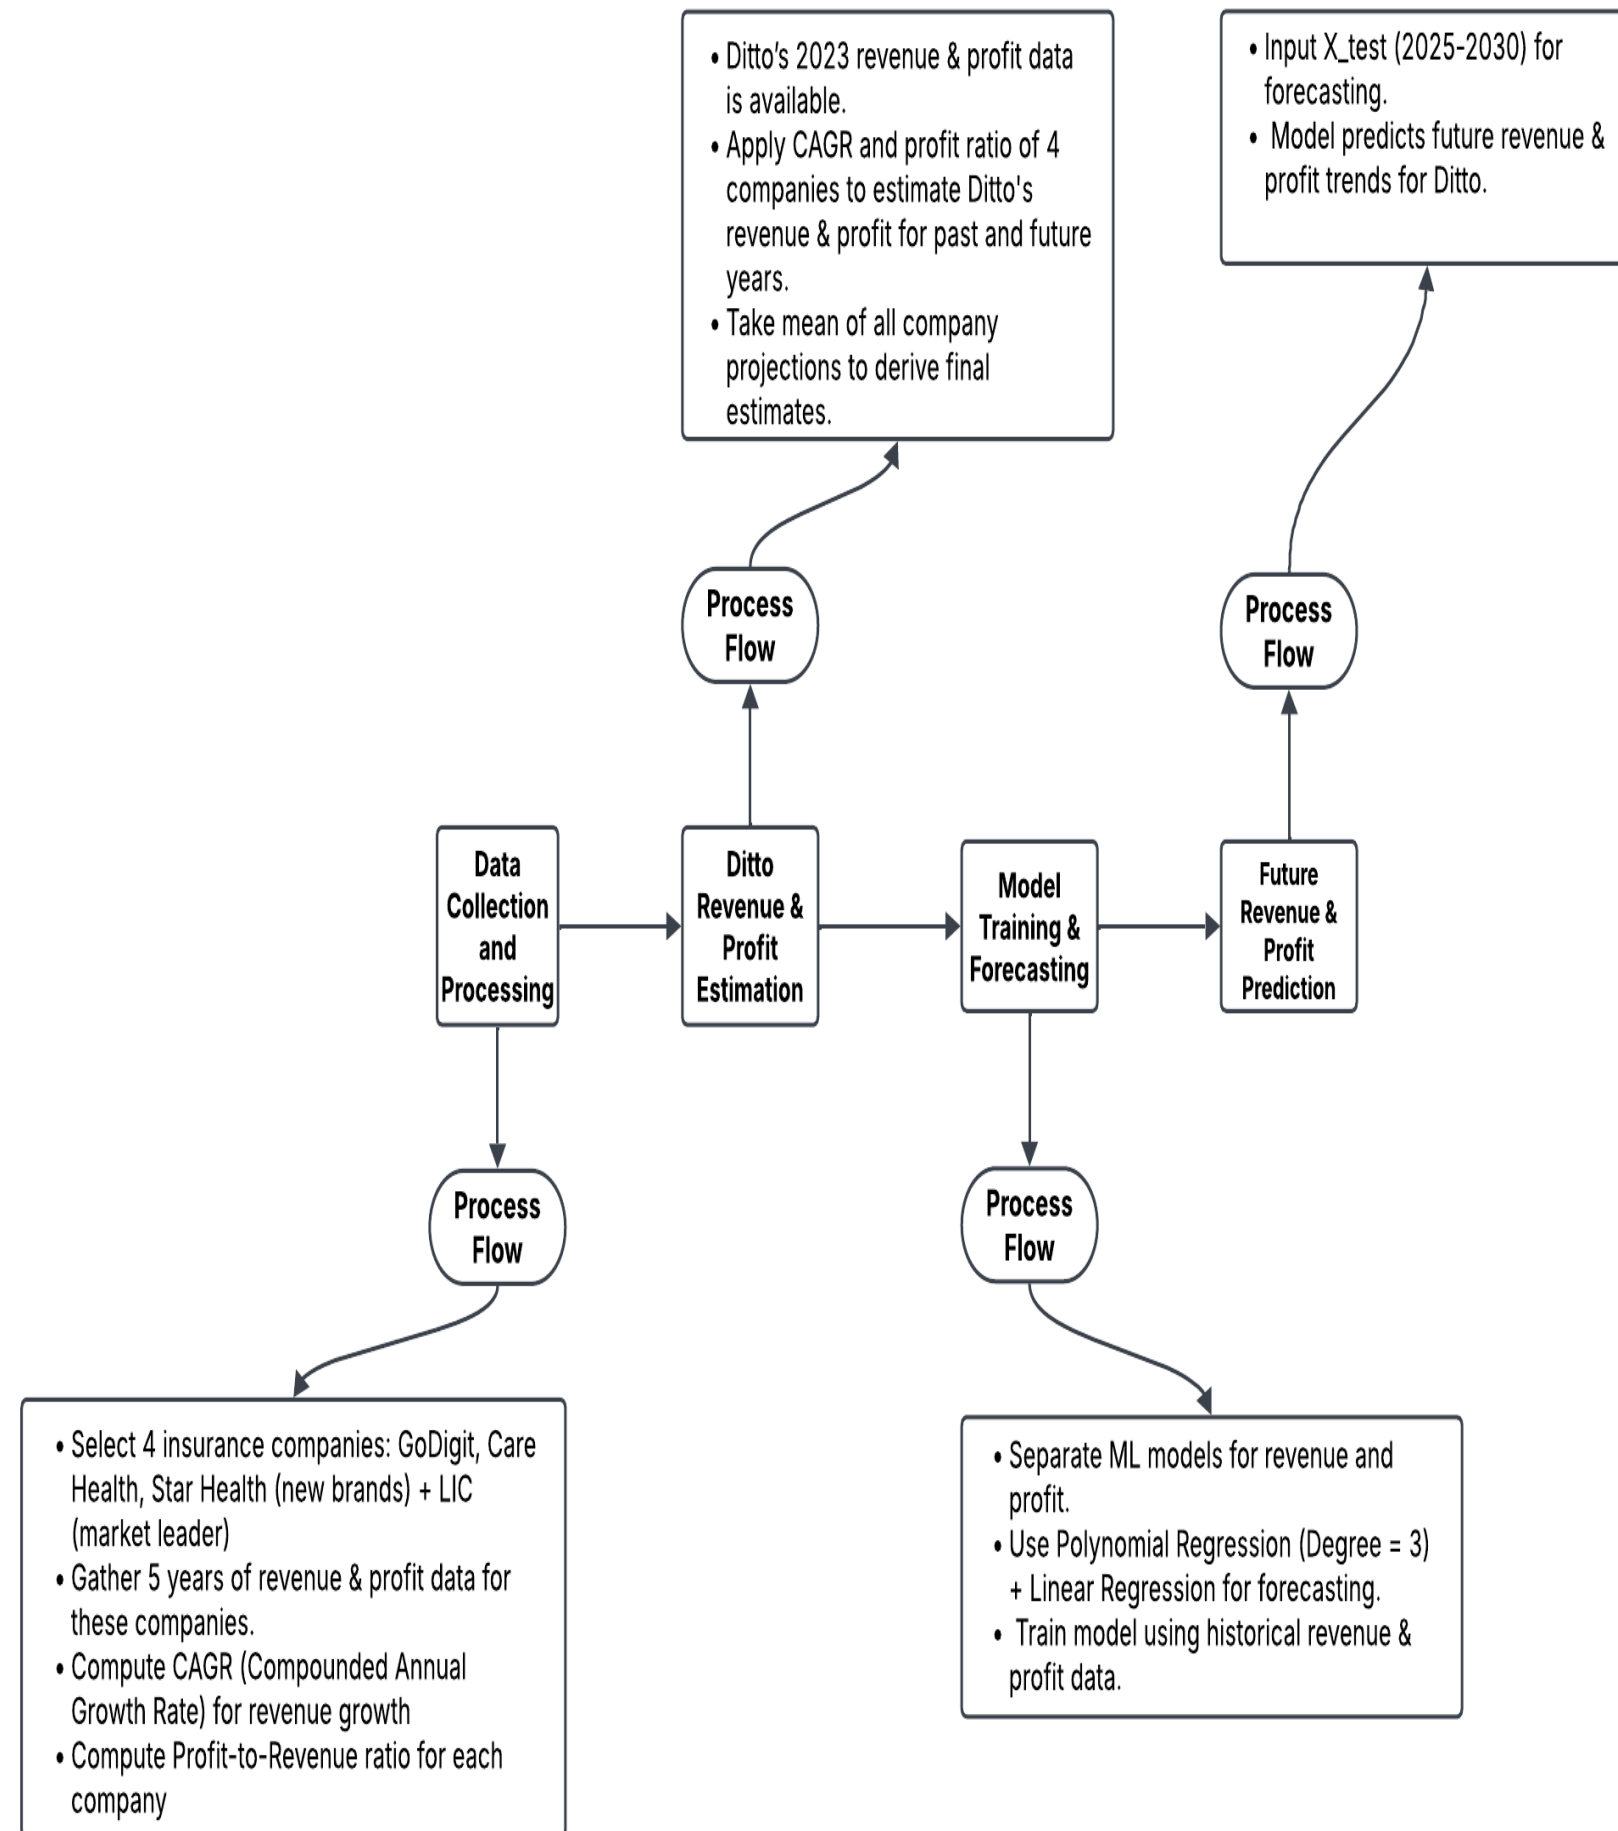 • Ditto's 2023 revenue & profit data
is available.
• Apply CAGR and profit ratio of 4
companies to estimate Ditto's
revenue & profit for past and future
years.
• Take mean of all company
projections to derive final
estimates.
• Input X_test (2025-2030) for
forecasting.
• Model predicts future revenue &
profit trends for Ditto.
Process
Flow
Process
Flow
Data
Collection
and
Processing
Ditto
Revenue &
Profit
Estimation
Model
Training &
Forecasting
Future
Revenue &
Profit
Prediction
Process
Flow
Process
Flow
• Select 4 insurance companies: GoDigit, Care
Health, Star Health (new brands) + LIC
(market leader)
• Gather 5 years of revenue & profit data for
these companies.
• Compute CAGR (Compounded Annual
Growth Rate) for revenue growth
• Compute Profit-to-Revenue ratio for each
company
• Separate ML models for revenue and
profit.
• Use Polynomial Regression (Degree = 3)
+ Linear Regression for forecasting.
• Train model using historical revenue &
profit data.